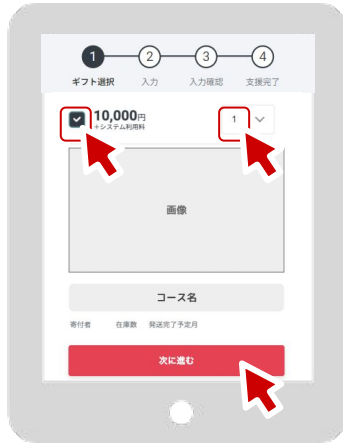 1 2 3 4
ギフト選択 入力 入力確認 支援完了
10,000円 1
+システム利用料
画像
コース名
寄付者 在庫数 発送完了予定月
次に進む